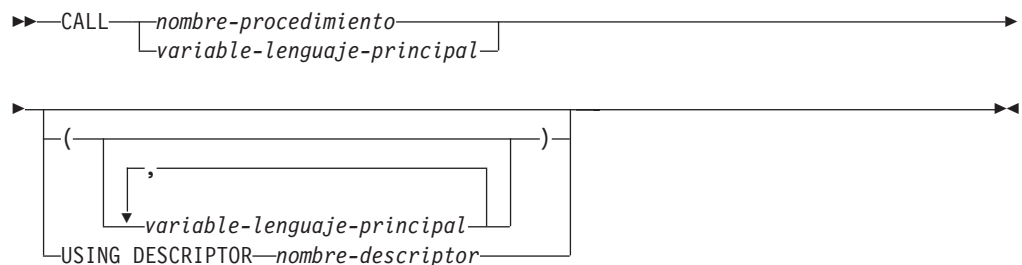 CALL nombre-procedimiento
variable-lenguaje-principal
( )
,
variable-lenguaje-principal
USING DESCRIPTOR nombre-descriptor